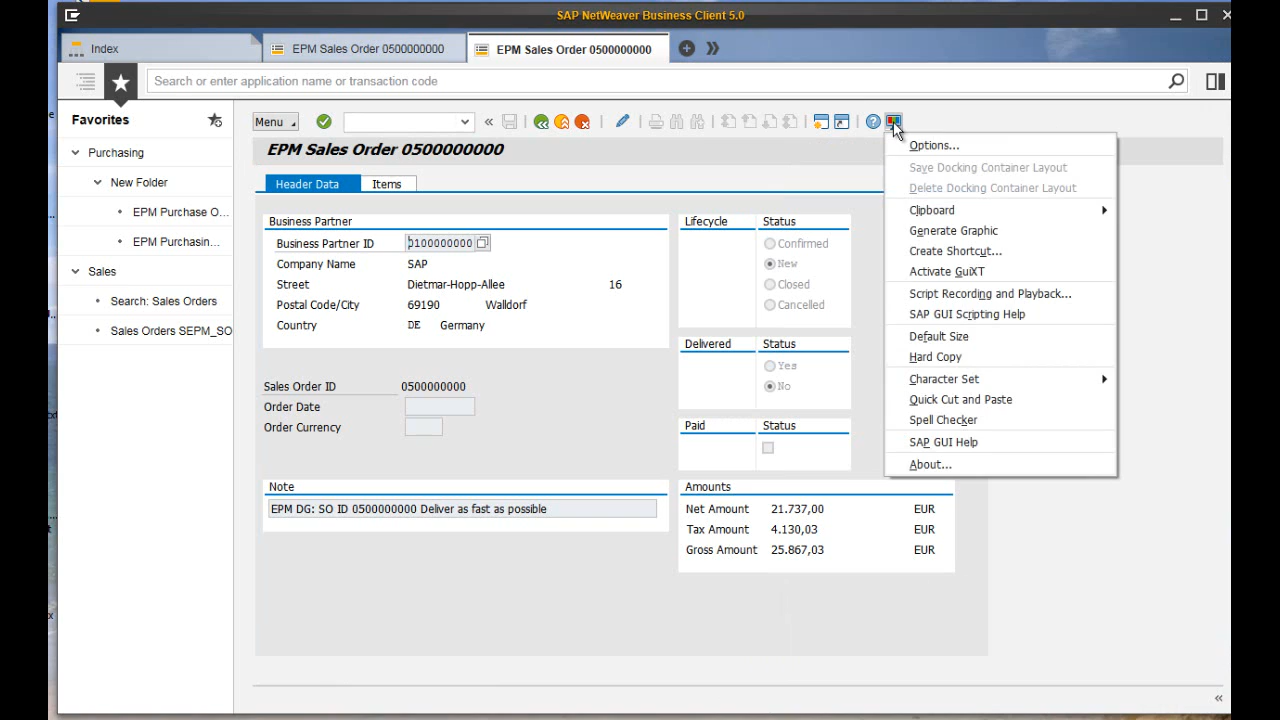 SAP NetWeaver Business Client 5.0
Index
EPM Sales Order 0500000000
EPM Sales Order 0500000000
Search or enter application name or transaction code
Favorites
Purchasing
New Folder
EPM Purchase O...
EPM Purchasin...
Sales
Search: Sales Orders
Sales Orders SEPM_SO
Menu
EPM Sales Order 0500000000
Header Data
Items
Business Partner
Business Partner ID 0100000000
Company Name SAP
Street Dietmar-Hopp-Allee 16
Postal Code/City 69190 Walldorf
Country DE Germany
Sales Order ID 0500000000
Order Date
Order Currency
Note
EPM DG: SO ID 0500000000 Deliver as fast as possible
Lifecycle Status
Confirmed
New
Closed
Cancelled
Delivered Status
Yes
No
Paid Status
Amounts
Net Amount 21.737,00 EUR
Tax Amount 4.130,03 EUR
Gross Amount 25.867,03 EUR
Options...
Save Docking Container Layout
Delete Docking Container Layout
Clipboard
Generate Graphic
Create Shortcut...
Activate GuiXT
Script Recording and Playback...
SAP GUI Scripting Help
Default Size
Hard Copy
Character Set
Quick Cut and Paste
Spell Checker
SAP GUI Help
About...